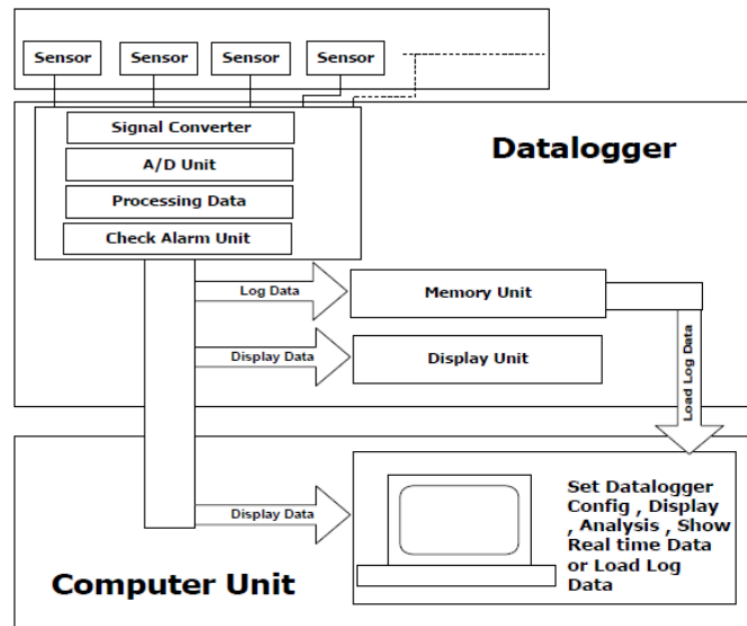 Sensor
Sensor
Sensor
Sensor
Signal Converter
A/D Unit
Processing Data
Check Alarm Unit
Datalogger
Log Data
Memory Unit
Display Data
Display Unit
Load Log Data
Display Data
Set Datalogger
Config , Display
, Analysis , Show
Real time Data
or Load Log
Data
Computer Unit